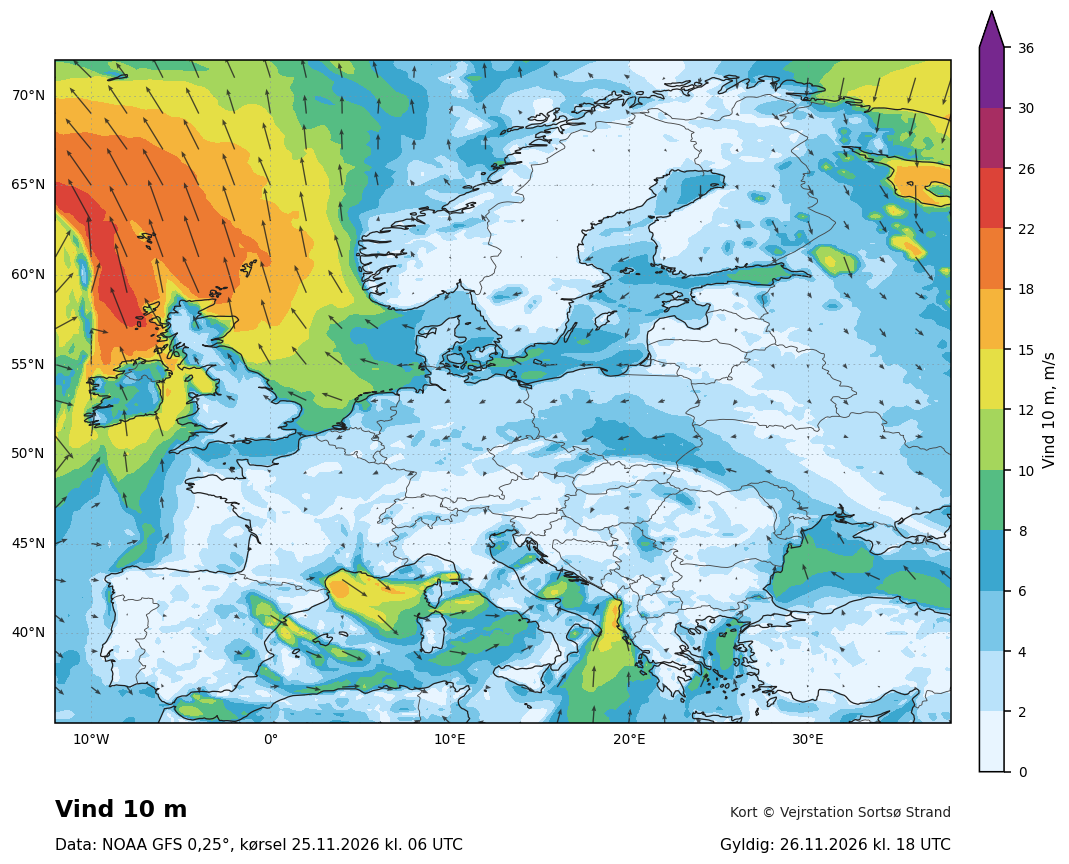 70°N
65°N
60°N
55°N
50°N
45°N
40°N
10°W
0°
10°E
20°E
30°E
36
30
26
22
18
15
12
10
8
6
4
2
0
Vind 10 m, m/s
Vind 10 m
Kort © Vejrstation Sortsø Strand
Data: NOAA GFS 0,25°, kørsel 25.11.2026 kl. 06 UTC
Gyldig: 26.11.2026 kl. 18 UTC